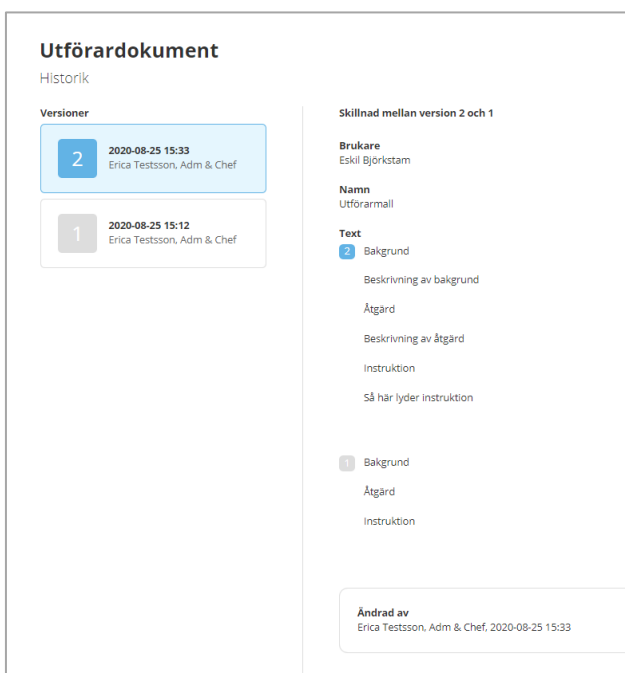 Utförardokument
Historik
Versioner
2
2020-08-25 15:33
Erica Testsson, Adm & Chef
1
2020-08-25 15:12
Erica Testsson, Adm & Chef
Skillnad mellan version 2 och 1
Brukare
Eskil Björkstam
Namn
Utförarmall
Text
2 Bakgrund
Beskrivning av bakgrund
Åtgärd
Beskrivning av åtgärd
Instruktion
Så här lyder instruktion
1 Bakgrund
Åtgärd
Instruktion
Ändrad av
Erica Testsson, Adm & Chef, 2020-08-25 15:33